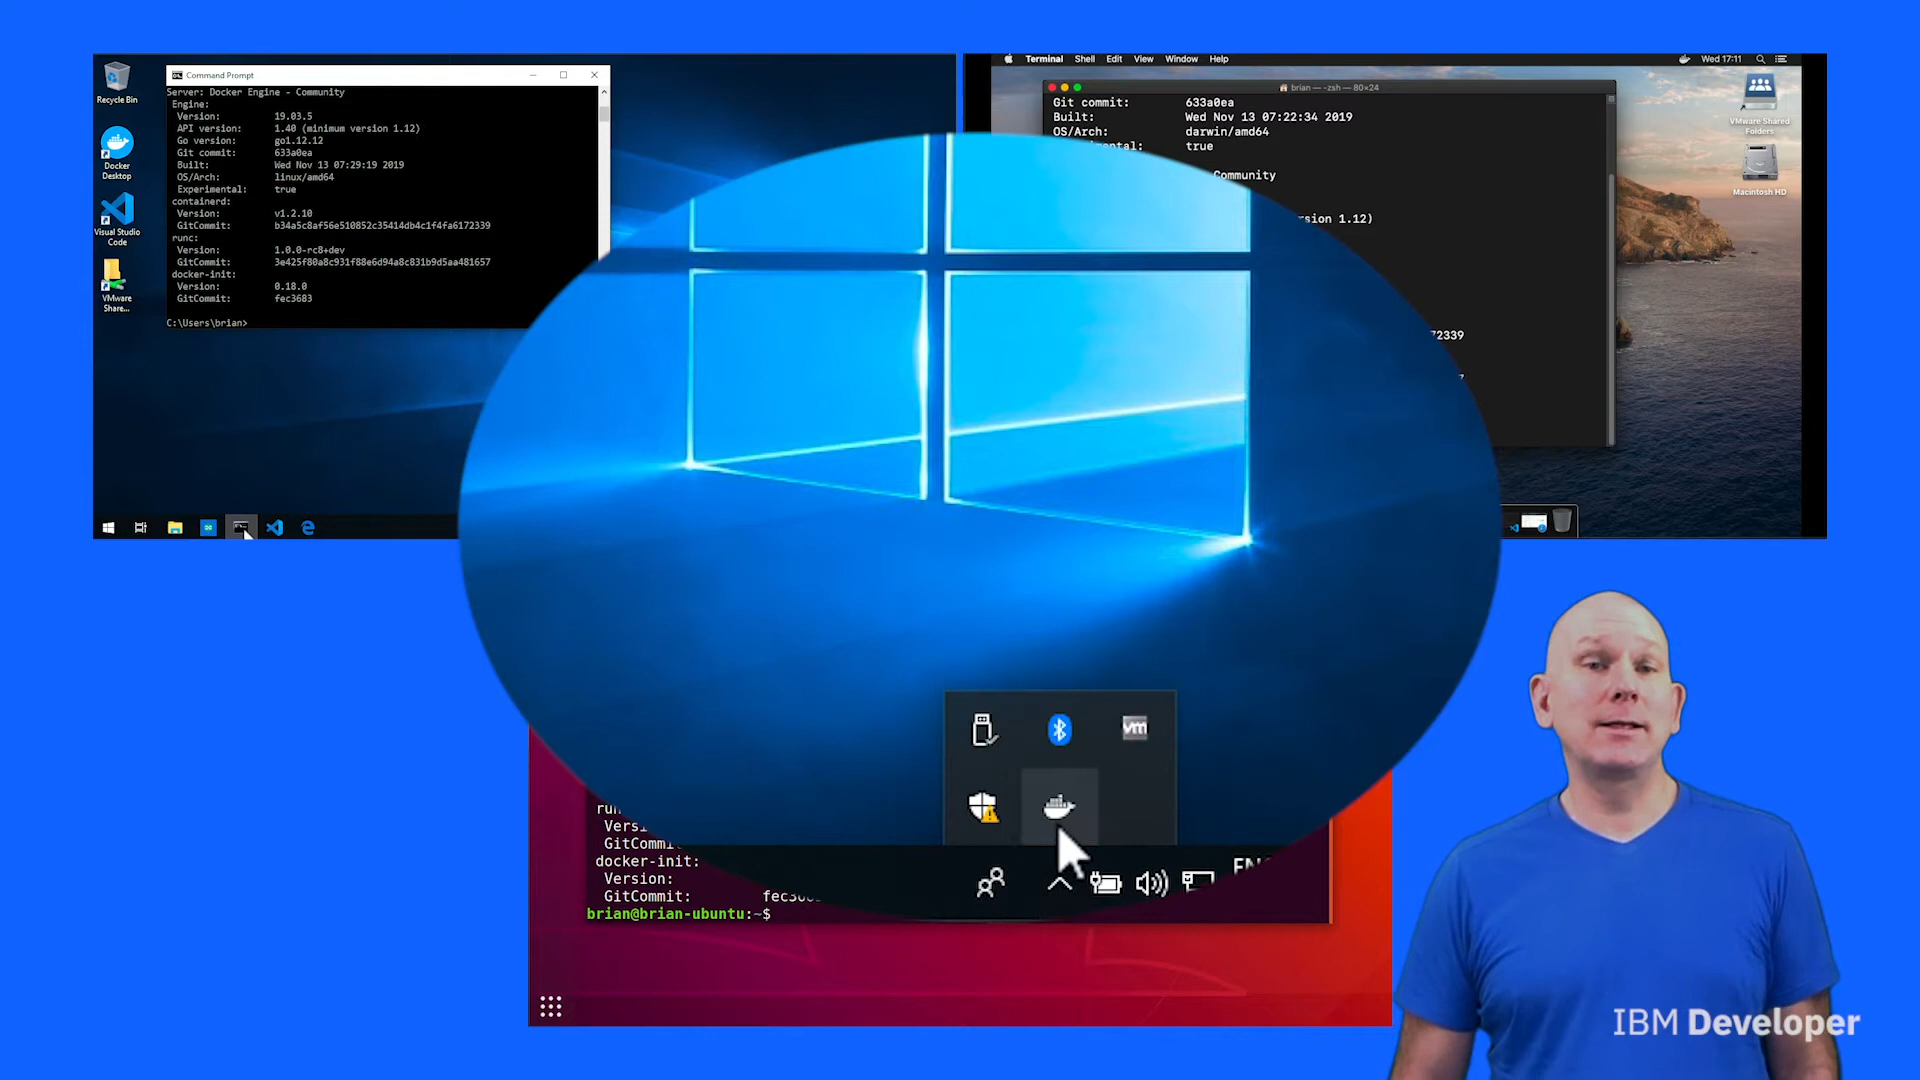 Recycle Bin
Docker
Desktop
Visual Studio
Code
VMware
Share...
Command Prompt
Server: Docker Engine - Community
Engine:
Version: 19.03.5
API version: 1.40 (minimum version 1.12)
Go version: go1.12.12
Git commit: 633a0ea
Built: Wed Nov 13 07:29:19 2019
OS/Arch: linux/amd64
Experimental: true
containerd:
Version: v1.2.10
GitCommit: b34a5c8af56e510852c35414db4c1f4fa6172339
runc:
Version: 1.0.0-rc8+dev
GitCommit: 3e425f80a8c931f88e6d94a8c831b9d5aa481657
docker-init:
Version: 0.18.0
GitCommit: fec3683
C:\Users\brian>
Terminal Shell Edit View Window Help
Wed 17:11
brian — -zsh — 80×24
Git commit: 633a0ea
Built: Wed Nov 13 07:22:34 2019
OS/Arch: darwin/amd64
ental: true
Community
rsion 1.12)
72339
VMware Shared
Folders
Macintosh HD
vm
run
Versi
GitCommi
docker-init:
Version:
GitCommit: fec368
brian@brian-ubuntu:~$
IBM Developer